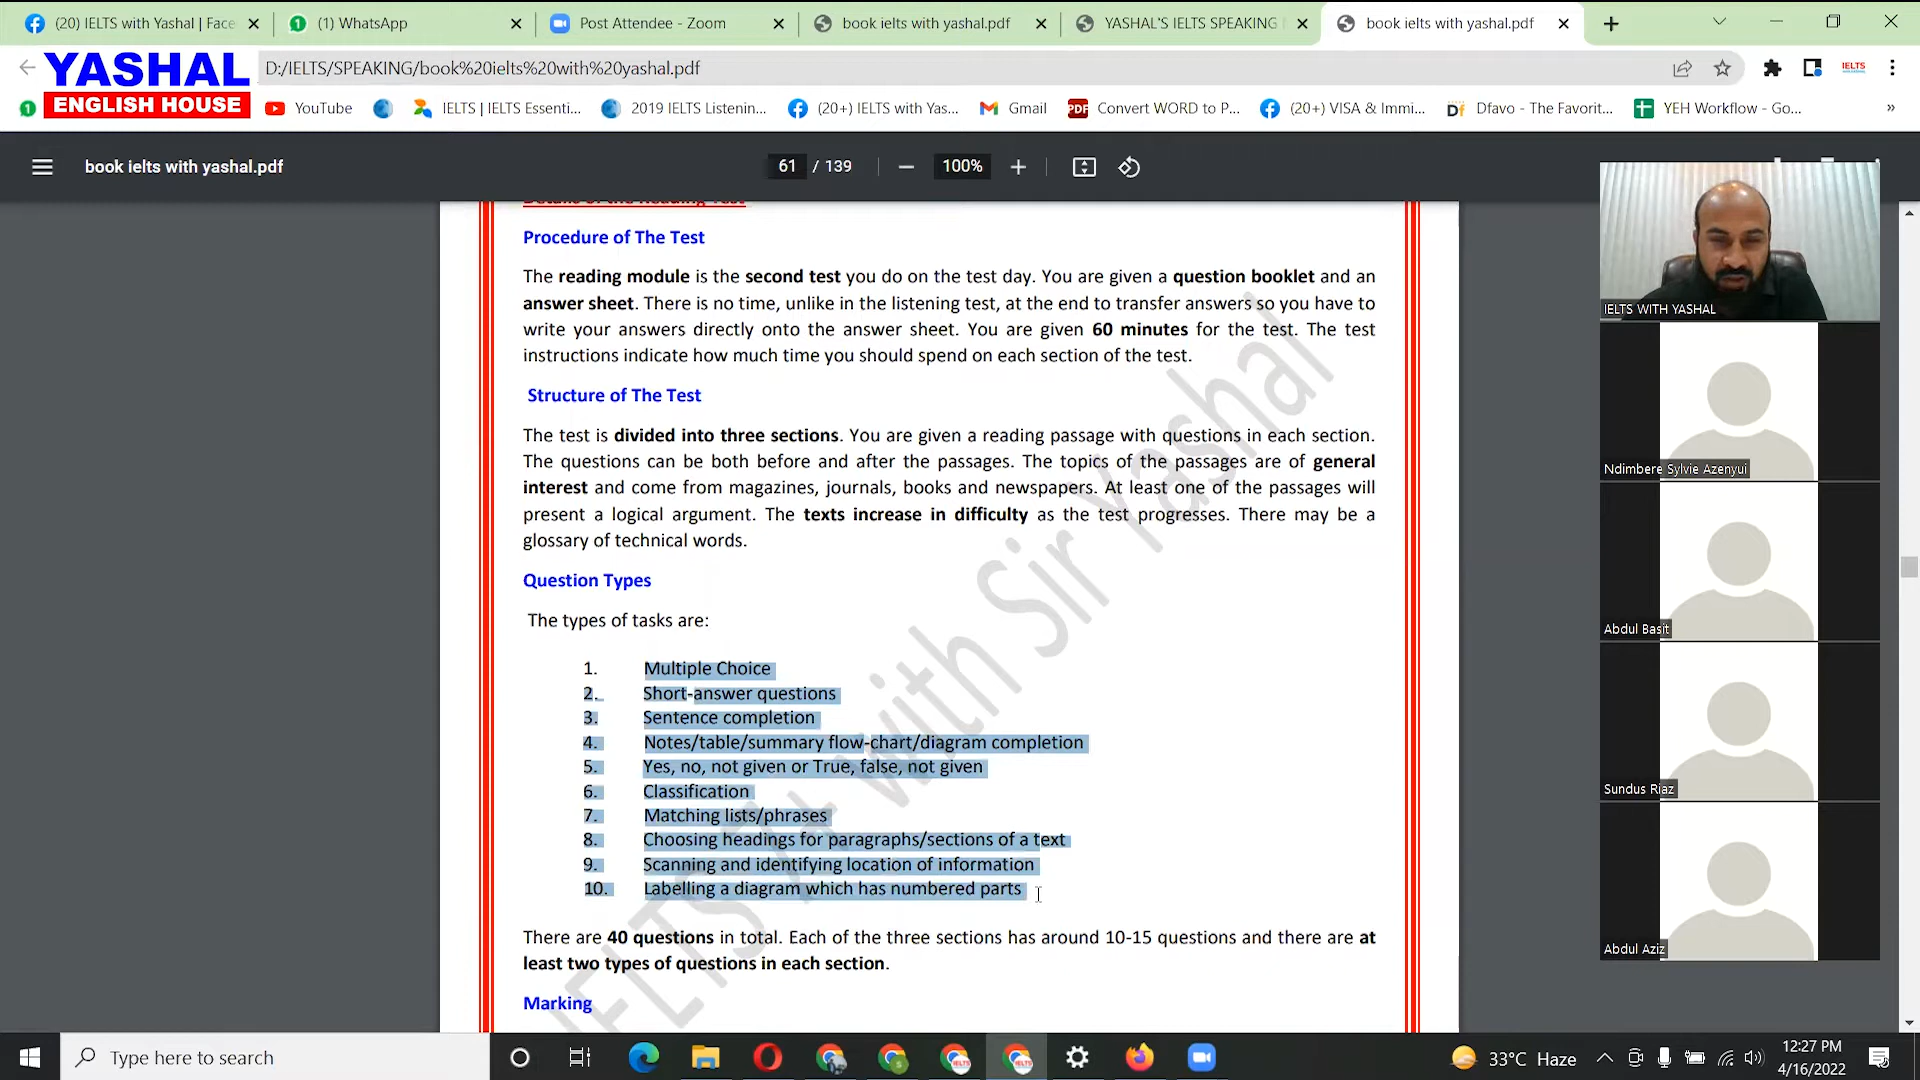 (20) IELTS with Yashal | Face
(1) WhatsApp
Post Attendee - Zoom
book ielts with yashal.pdf
YASHAL'S IELTS SPEAKING
book ielts with yashal.pdf
YASHAL
ENGLISH HOUSE
D:/IELTS/SPEAKING/book%20ielts%20with%20yashal.pdf
IELTS
YouTube
IELTS | IELTS Essenti...
2019 IELTS Listenin...
(20+) IELTS with Yas...
Gmail
PDF
Convert WORD to P...
(20+) VISA & Immi...
Df
Dfavo - The Favorit...
YEH Workflow - Go...
»
book ielts with yashal.pdf
61 / 139
100%
Details of the Reading Test
Procedure of The Test
The reading module is the second test you do on the test day. You are given a question booklet and an
answer sheet. There is no time, unlike in the listening test, at the end to transfer answers so you have to
write your answers directly onto the answer sheet. You are given 60 minutes for the test. The test
instructions indicate how much time you should spend on each section of the test.
Structure of The Test
The test is divided into three sections. You are given a reading passage with questions in each section.
The questions can be both before and after the passages. The topics of the passages are of general
interest and come from magazines, journals, books and newspapers. At least one of the passages will
present a logical argument. The texts increase in difficulty as the test progresses. There may be a
glossary of technical words.
Question Types
The types of tasks are:
1. Multiple Choice
2. Short-answer questions
3. Sentence completion
4. Notes/table/summary flow-chart/diagram completion
5. Yes, no, not given or True, false, not given
6. Classification
7. Matching lists/phrases
8. Choosing headings for paragraphs/sections of a text
9. Scanning and identifying location of information
10. Labelling a diagram which has numbered parts
There are 40 questions in total. Each of the three sections has around 10-15 questions and there are at
least two types of questions in each section.
Marking
IELTS 7+ with Sir Yashal
IELTS WITH YASHAL
Ndimbere Sylvie Azenyui
Abdul Basit
Sundus Riaz
Abdul Aziz
Type here to search
33°C Haze
12:27 PM
4/16/2022